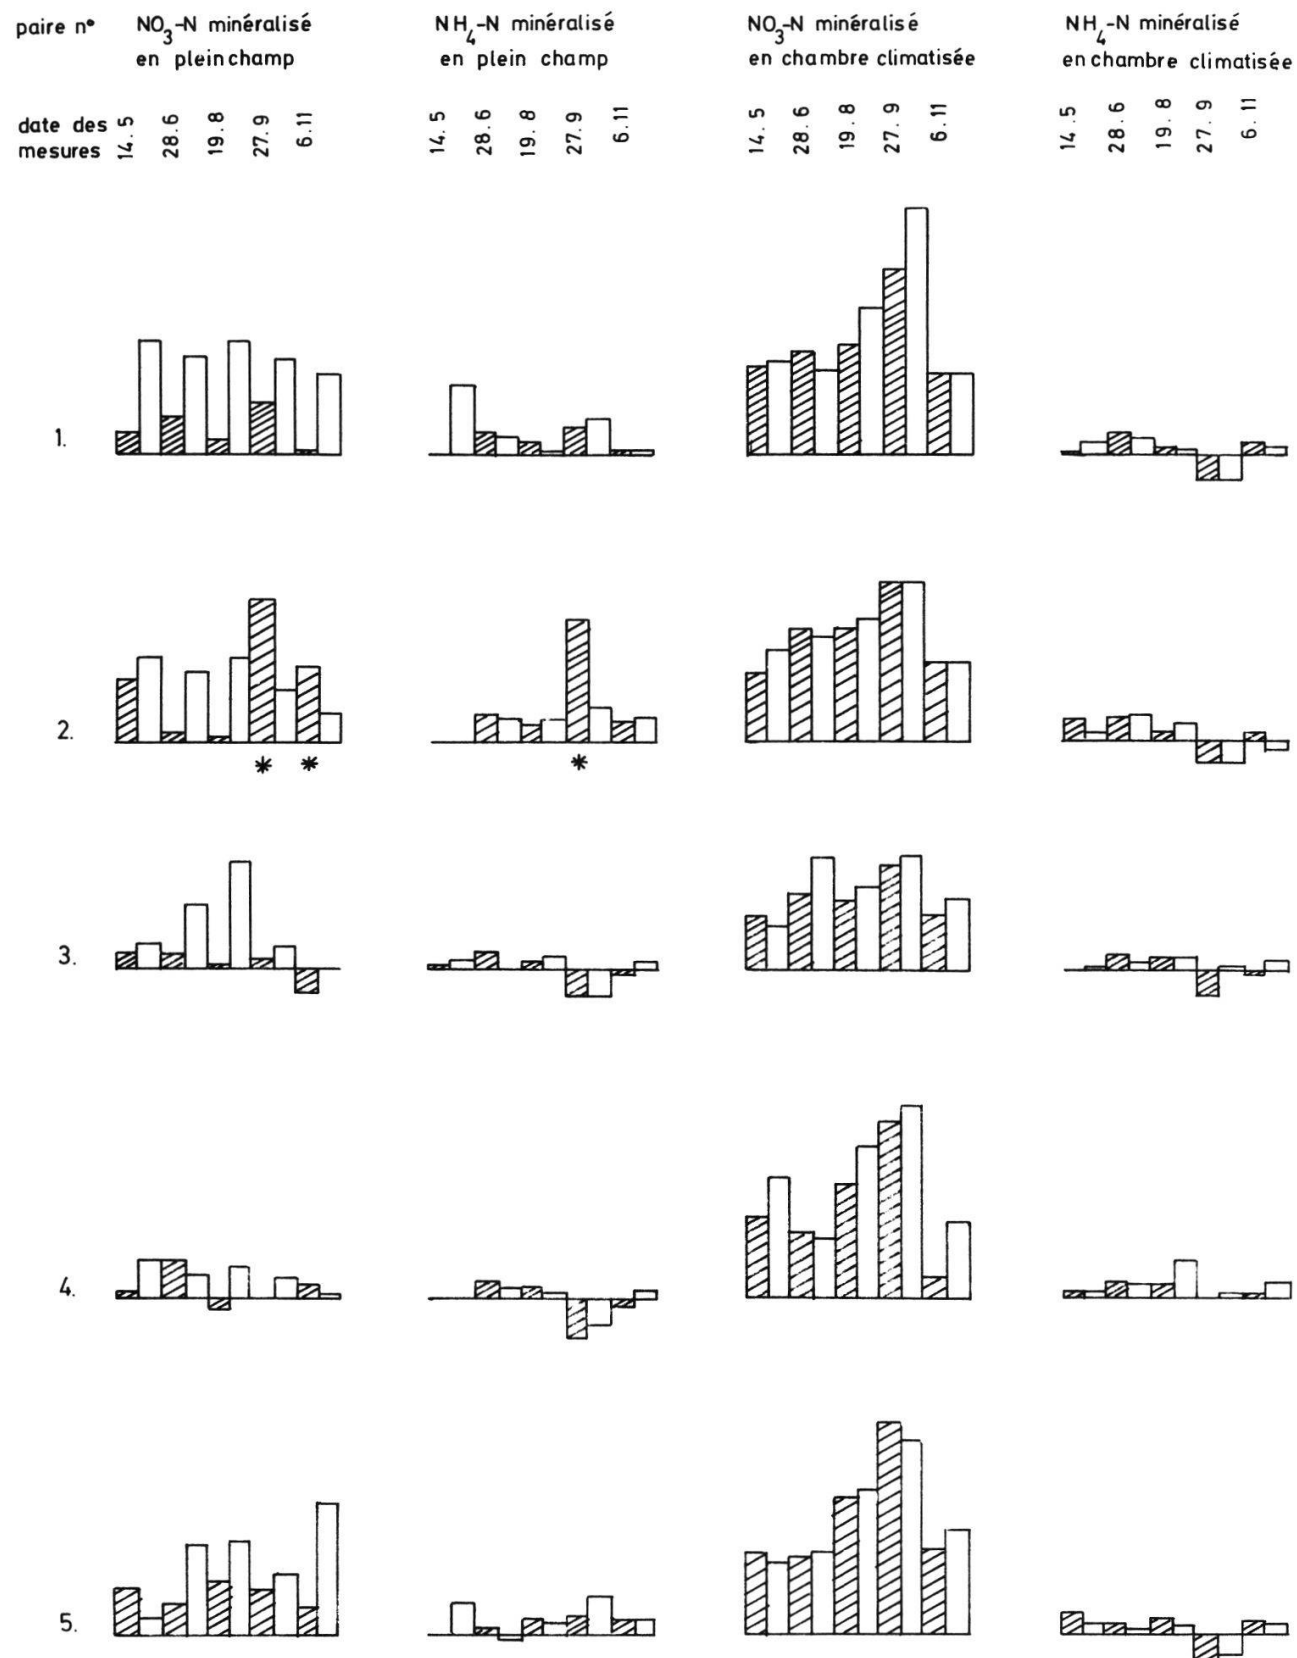 paire n° NO3-N minéralisé NH4-N minéralisé NO3-N minéralisé NH4-N minéralisé
en plein champ en plein champ en chambre climatisée en chambre climatisée
date des mesures 14.5 28.6 19.8 27.9 6.11 14.5 28.6 19.8 27.9 6.11 14.5 28.6 19.8 27.9 6.11 14.5 28.6 19.8 27.9 6.11
1.
2.
* * *
3.
4.
5.